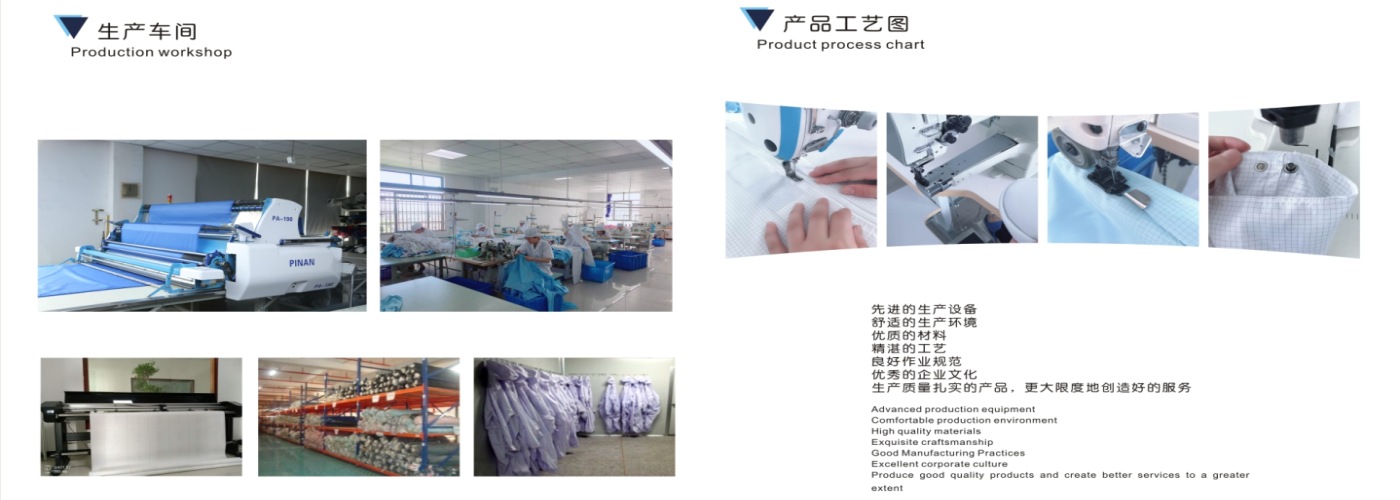 生产车间
Production workshop
PA-100
PINAN
PA-100
产品工艺图
Product process chart
先进的生产设备
舒适的生产环境
优质的材料
精湛的工艺
良好作业规范
优秀的企业文化
生产质量扎实的产品，更大限度地创造好的服务
Advanced production equipment
Comfortable production environment
High quality materials
Exquisite craftsmanship
Good Manufacturing Practices
Excellent corporate culture
Produce good quality products and create better services to a greater
extent